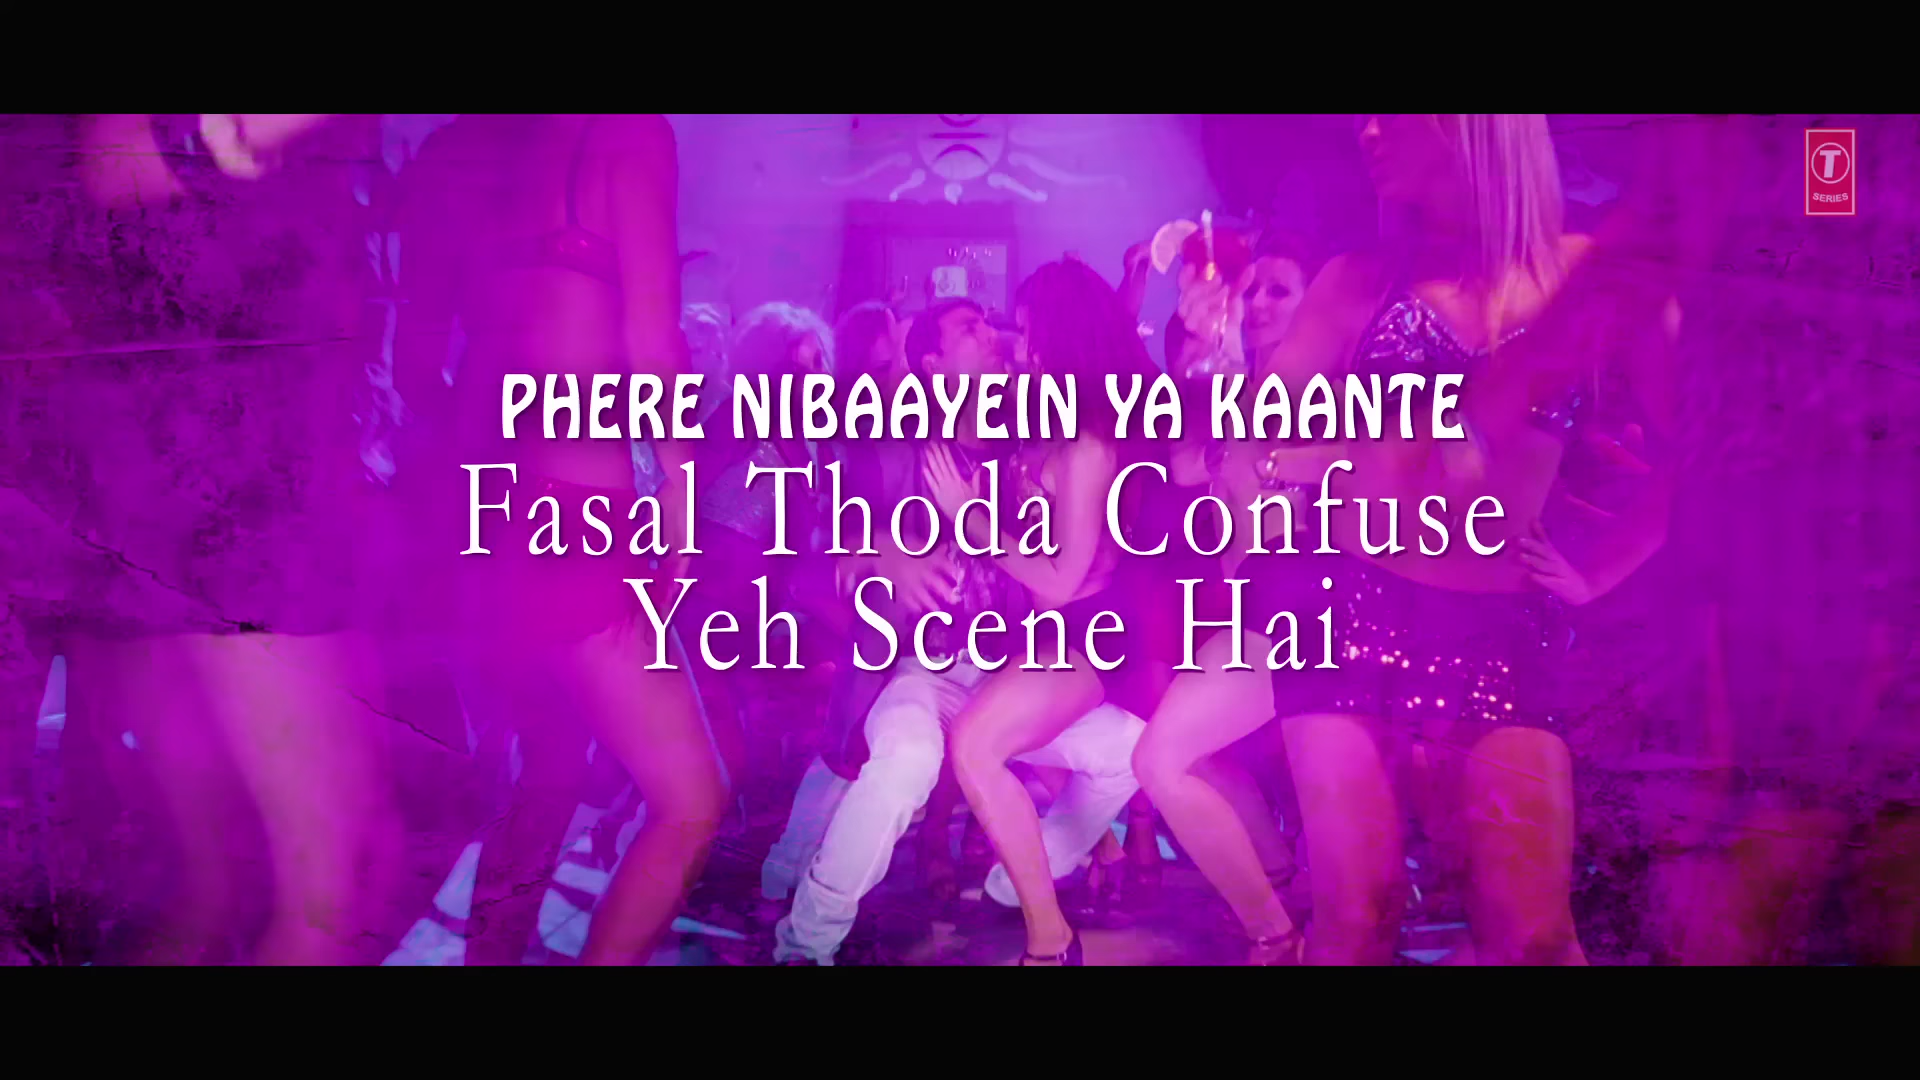 T
SERIES
PHERE NIBAAYEIN YA KAANTE
Fasal Thoda Confuse
Yeh Scene Hai